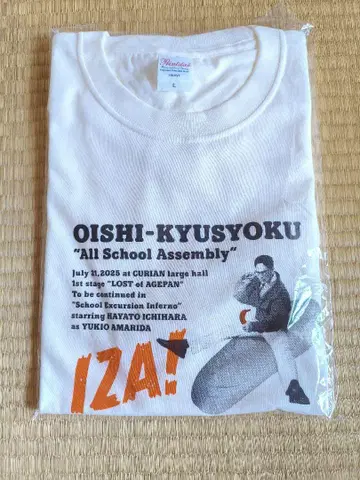 Printstar
L
OISHI-KYUSYOKU
"All School Assembly"
July 11, 2025 at CURIAN large hall
1st stage "LOST of AGEPAN"
To be continued in
"School Excursion Inferno"
starring HAYATO ICHIHARA
as YUKIO AMARIDA
IZA!